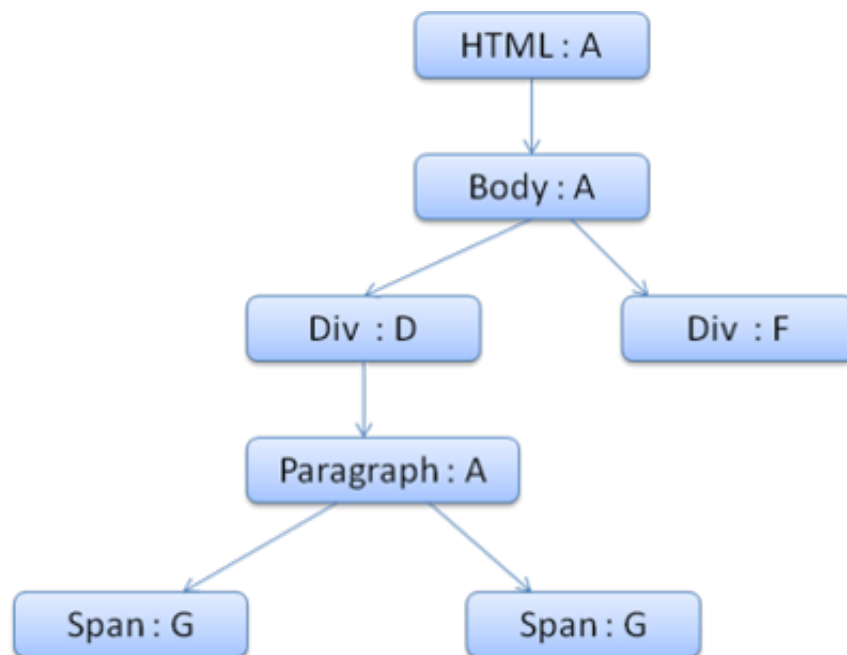 HTML : A
Body : A
Div : D
Div : F
Paragraph : A
Span : G
Span : G